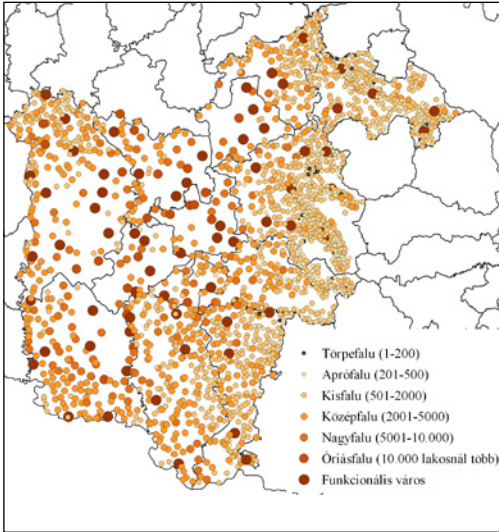 Törpefalu (1-200)
Aprófalu (201-500)
Kisfalu (501-2000)
Középfalu (2001-5000)
Nagyfalu (5001-10.000)
Óriásfalu (10.000 lakosnál több)
Funkcionális város